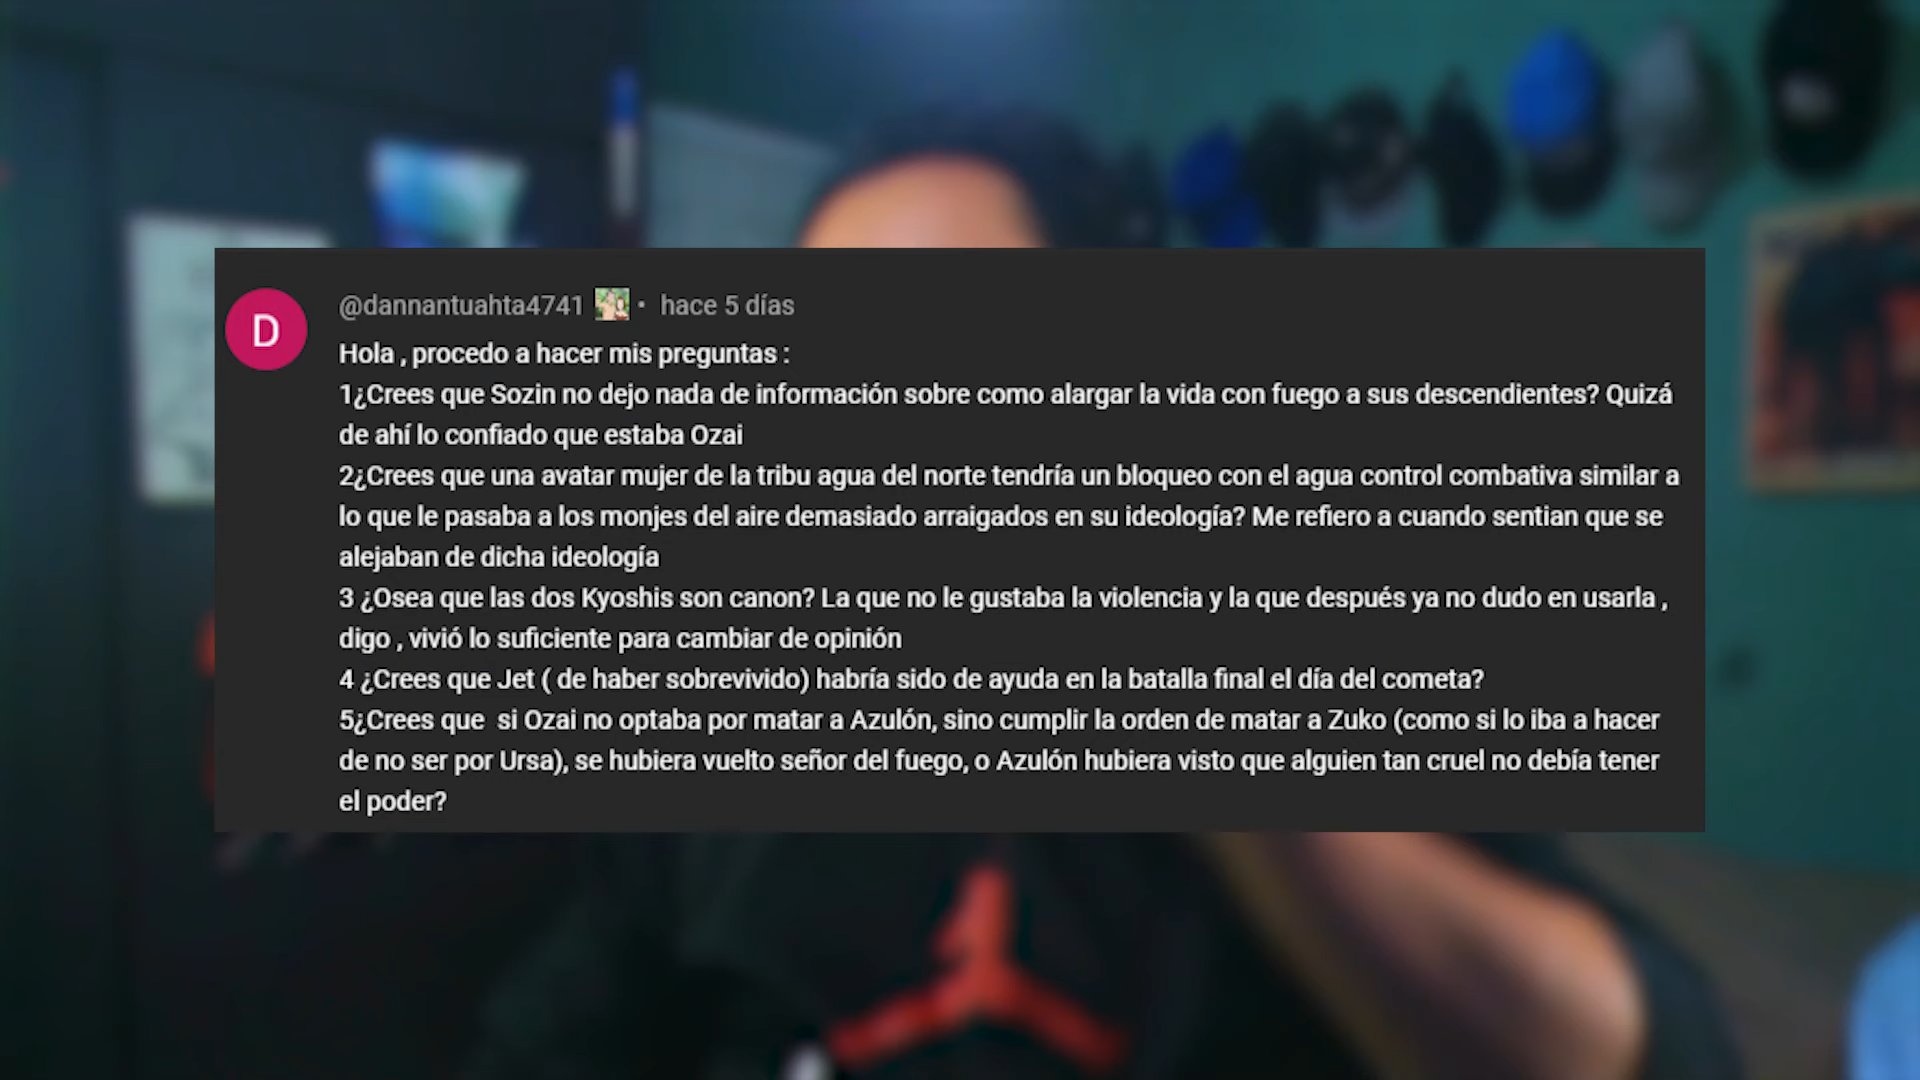 D
@dannantuahta4741 • hace 5 días
Hola , procedo a hacer mis preguntas :
1¿Crees que Sozin no dejo nada de información sobre como alargar la vida con fuego a sus descendientes? Quizá
de ahí lo confiado que estaba Ozai
2¿Crees que una avatar mujer de la tribu agua del norte tendría un bloqueo con el agua control combativa similar a
lo que le pasaba a los monjes del aire demasiado arraigados en su ideología? Me refiero a cuando sentian que se
alejaban de dicha ideología
3 ¿Osea que las dos Kyoshis son canon? La que no le gustaba la violencia y la que después ya no dudo en usarla ,
digo , vivió lo suficiente para cambiar de opinión
4 ¿Crees que Jet ( de haber sobrevivido) habría sido de ayuda en la batalla final el día del cometa?
5¿Crees que  si Ozai no optaba por matar a Azulón, sino cumplir la orden de matar a Zuko (como si lo iba a hacer
de no ser por Ursa), se hubiera vuelto señor del fuego, o Azulón hubiera visto que alguien tan cruel no debía tener
el poder?